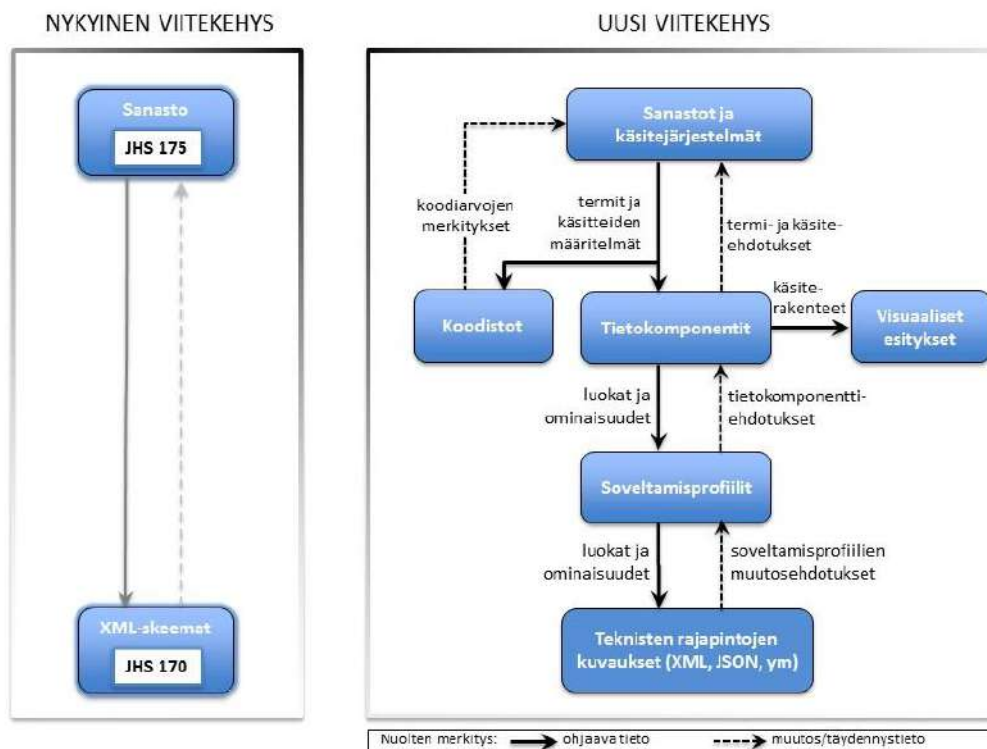 NYKYINEN VIITEKEHYS
Sanasto
JHS 175
XML-skeemat
JHS 170
UUSI VIITEKEHYS
Sanastot ja
käsitejärjestelmät
koodiarvojen
merkitykset
termit ja
käsitteiden
määritelmät
termi- ja käsite-
ehdotukset
Koodistot
Tietokomponentit
käsite-
rakenteet
Visuaaliset
esitykset
luokat ja
ominaisuudet
tietokomponentti-
ehdotukset
Soveltamisprofiilit
luokat ja
ominaisuudet
soveltamisprofiilien
muutosehdotukset
Teknisten rajapintojen
kuvaukset (XML, JSON, ym)
Nuolten merkitys: ohjaava tieto muutos/täydennystieto